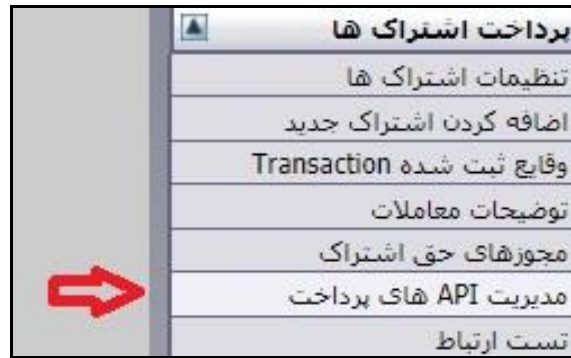 پرداخت اشتراک ها
تنظیمات اشتراک ها
اضافه کردن اشتراک جدید
وقایع ثبت شده Transaction
توضیحات معاملات
مجوزهای حق اشتراک
مدیریت API های پرداخت
تست ارتباط